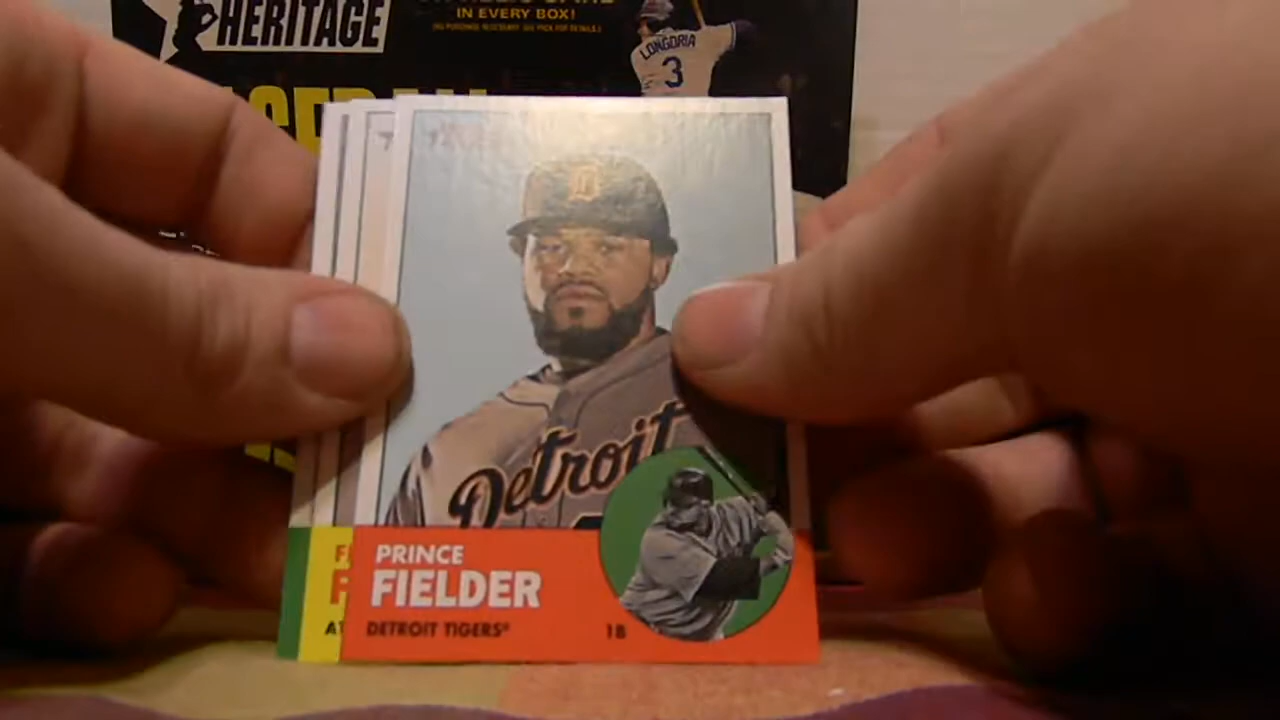 HERITAGE
IN EVERY BOX!
LONGORIA
3
Detroit
PRINCE
FIELDER
DETROIT TIGERS®
1B